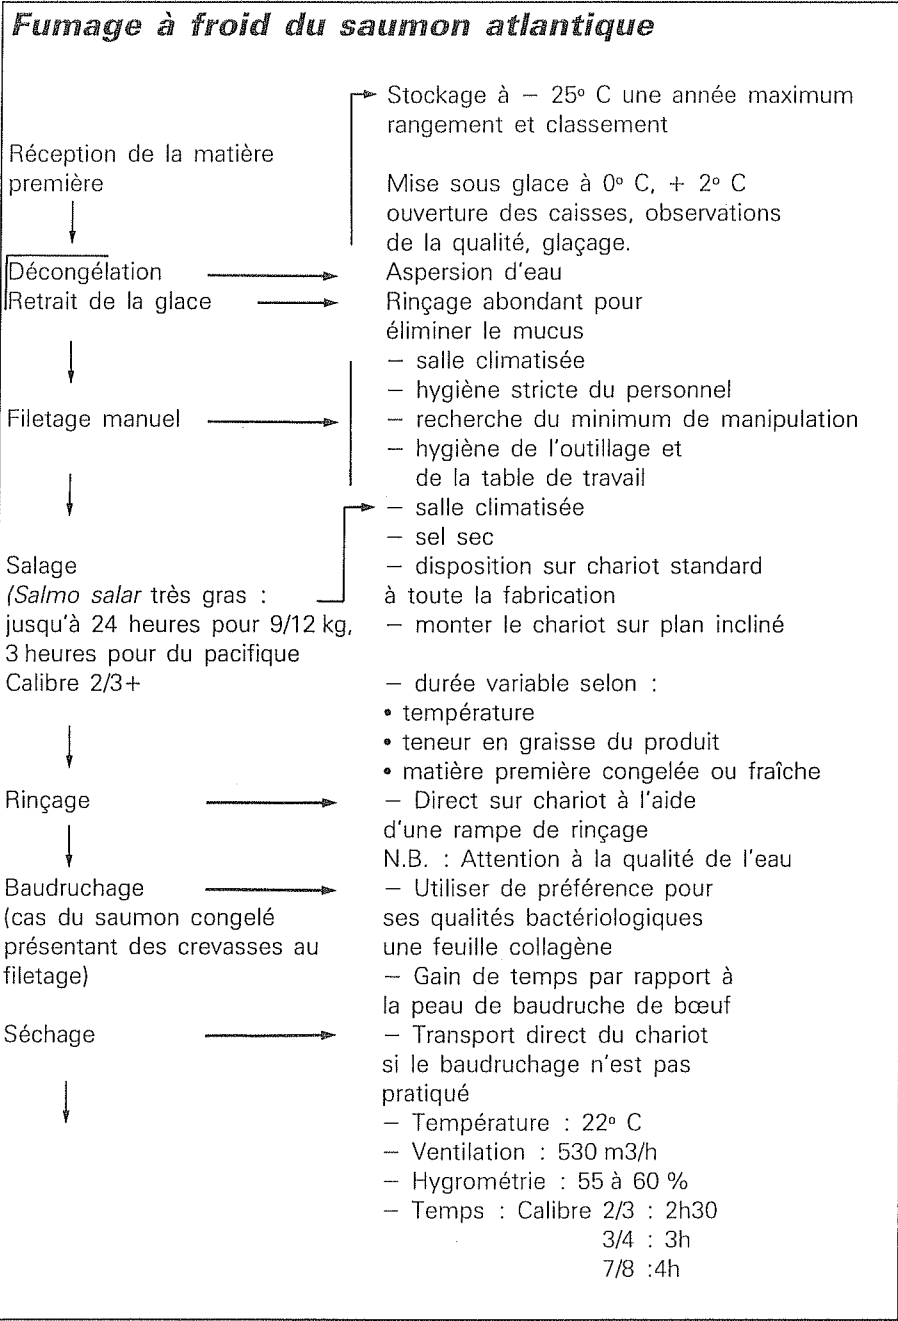 Fumage à froid du saumon atlantique
Stockage à – 25º C une année maximum
rangement et classement
Réception de la matière
première
Mise sous glace à 0º C, + 2º C
ouverture des caisses, observations
de la qualité, glaçage.
Décongélation
Aspersion d'eau
Retrait de la glace
Rinçage abondant pour
éliminer le mucus
– salle climatisée
– hygiène stricte du personnel
Filetage manuel
– recherche du minimum de manipulation
– hygiène de l'outillage et
de la table de travail
– salle climatisée
– sel sec
Salage
(Salmo salar très gras :
jusqu'à 24 heures pour 9/12 kg,
3 heures pour du pacifique
Calibre 2/3+
– disposition sur chariot standard
à toute la fabrication
– monter le chariot sur plan incliné
– durée variable selon :
• température
• teneur en graisse du produit
• matière première congelée ou fraîche
Rinçage
– Direct sur chariot à l'aide
d'une rampe de rinçage
N.B. : Attention à la qualité de l'eau
Baudruchage
(cas du saumon congelé
présentant des crevasses au
filetage)
– Utiliser de préférence pour
ses qualités bactériologiques
une feuille collagène
– Gain de temps par rapport à
la peau de baudruche de bœuf
Séchage
– Transport direct du chariot
si le baudruchage n'est pas
pratiqué
– Température : 22º C
– Ventilation : 530 m3/h
– Hygrométrie : 55 à 60 %
– Temps : Calibre 2/3 : 2h30
3/4 : 3h
7/8 :4h